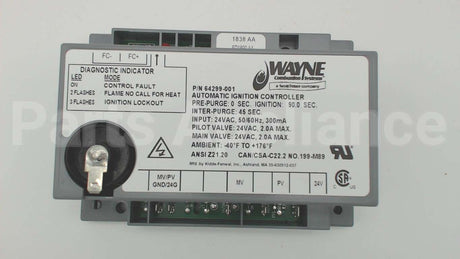 1838 AA
FC- FC+
WAYNE
Combustion Systems
DIAGNOSTIC INDICATOR
LED MODE
ON CONTROL FAULT
2 FLASHES FLAME NO CALL FOR HEAT
3 FLASHES IGNITION LOCKOUT
P/N 64299-001
AUTOMATIC IGNITION CONTROLLER
PRE-PURGE: 0 SEC. IGNITION: 90.0 SEC.
INTER-PURGE: 45 SEC.
INPUT: 24VAC, 50/60Hz, 300mA
PILOT VALVE: 24VAC, 2.0A MAX.
MAIN VALVE: 24VAC, 2.0A MAX.
AMBIENT: -40°F TO +176°F
ANSI Z21.20 CAN/CSA-C22.2 NO.199-M89
MV/PV
GND/24G
MV
PV
24V